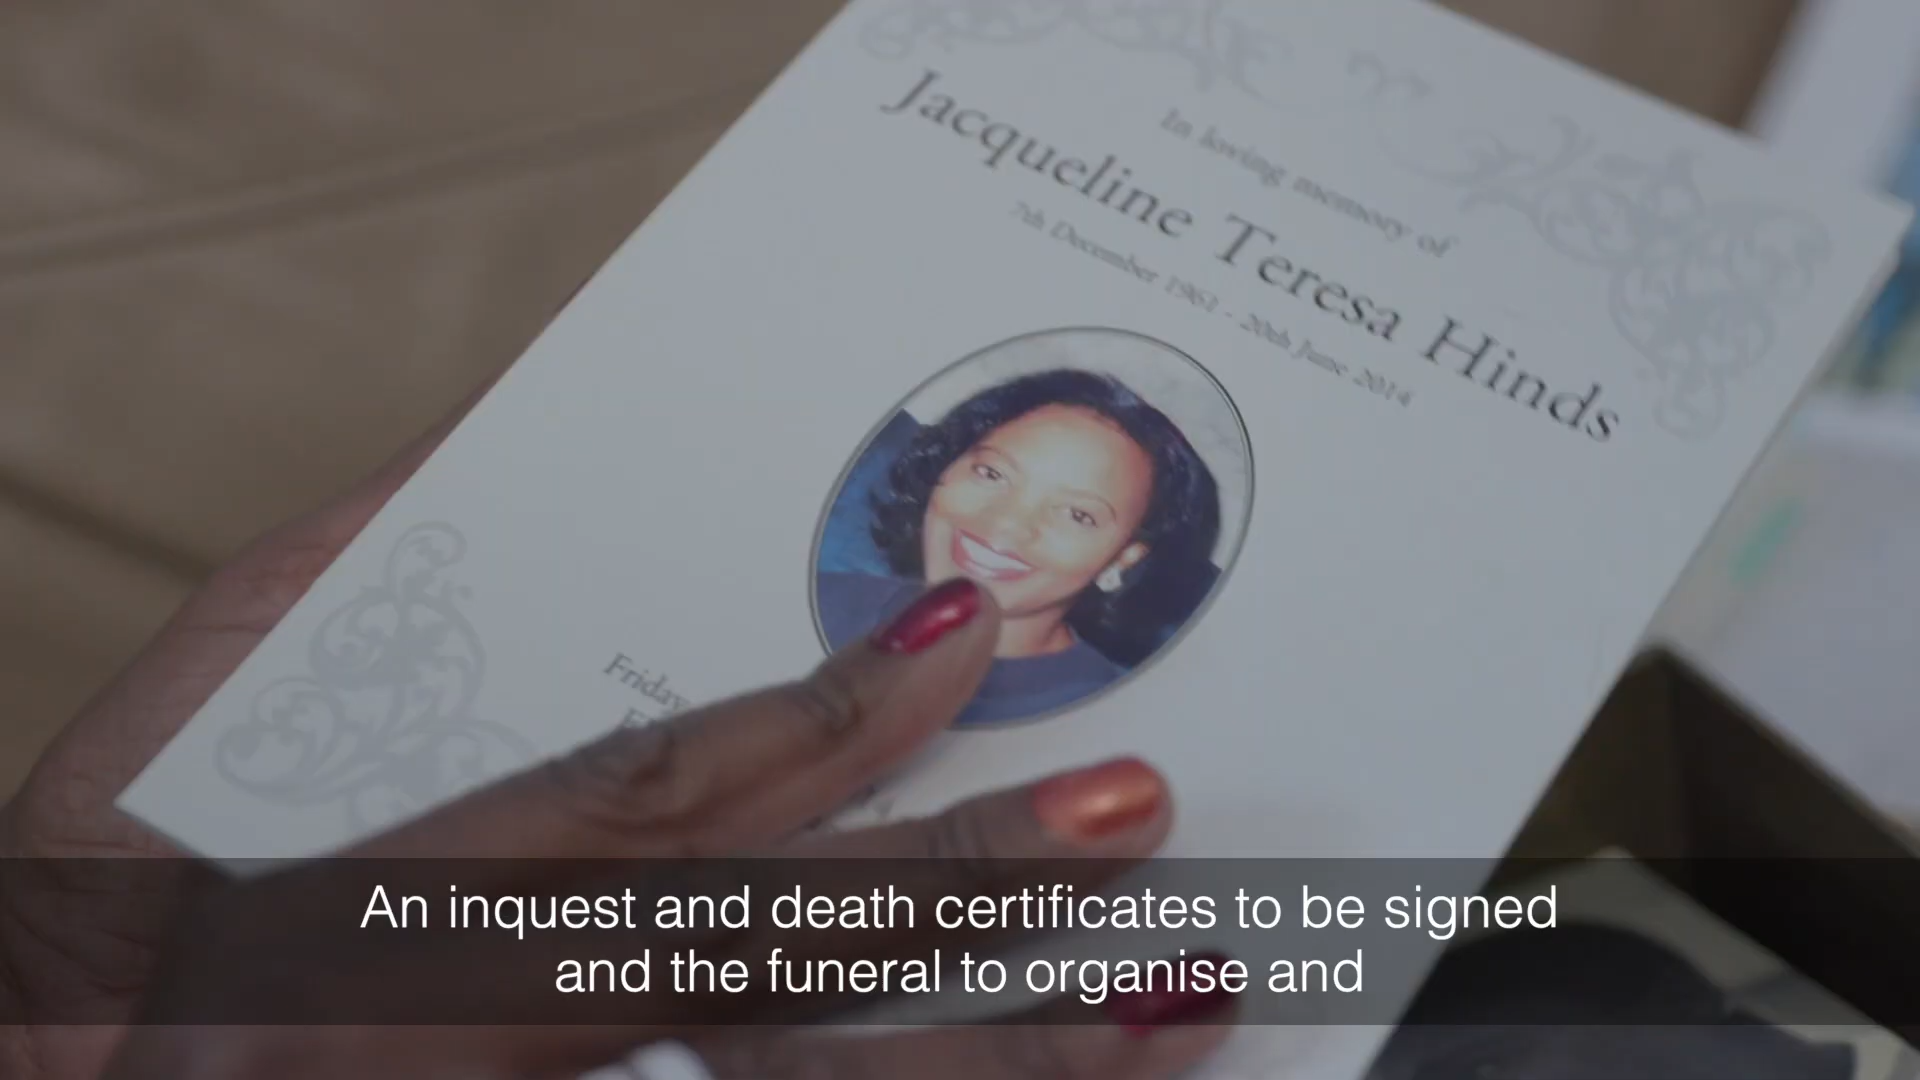 In loving memory of
Jacqueline Teresa Hinds
7th December 1961 - 20th June 2014
Friday
An inquest and death certificates to be signed
and the funeral to organise and